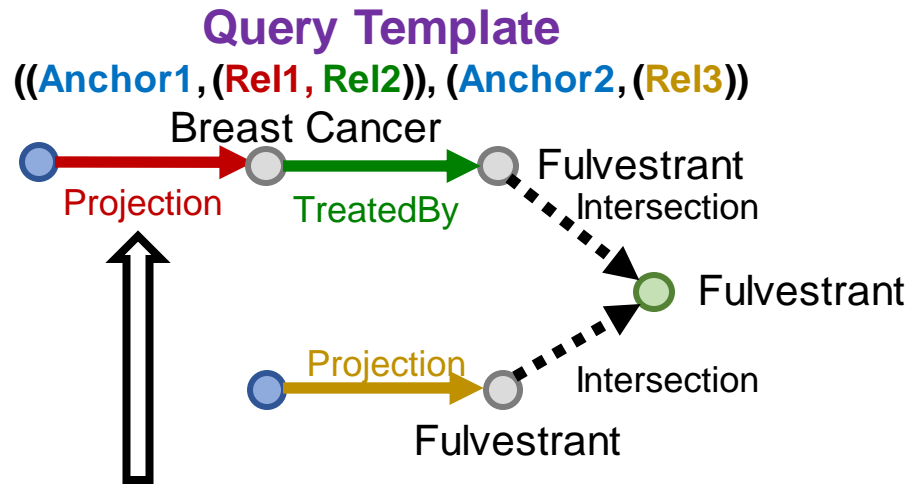 Query Template
((Anchor1, (Rel1, Rel2)), (Anchor2, (Rel3))
Breast Cancer
Fulvestrant
Projection
TreatedBy
Intersection
Fulvestrant
Projection
Intersection
Fulvestrant